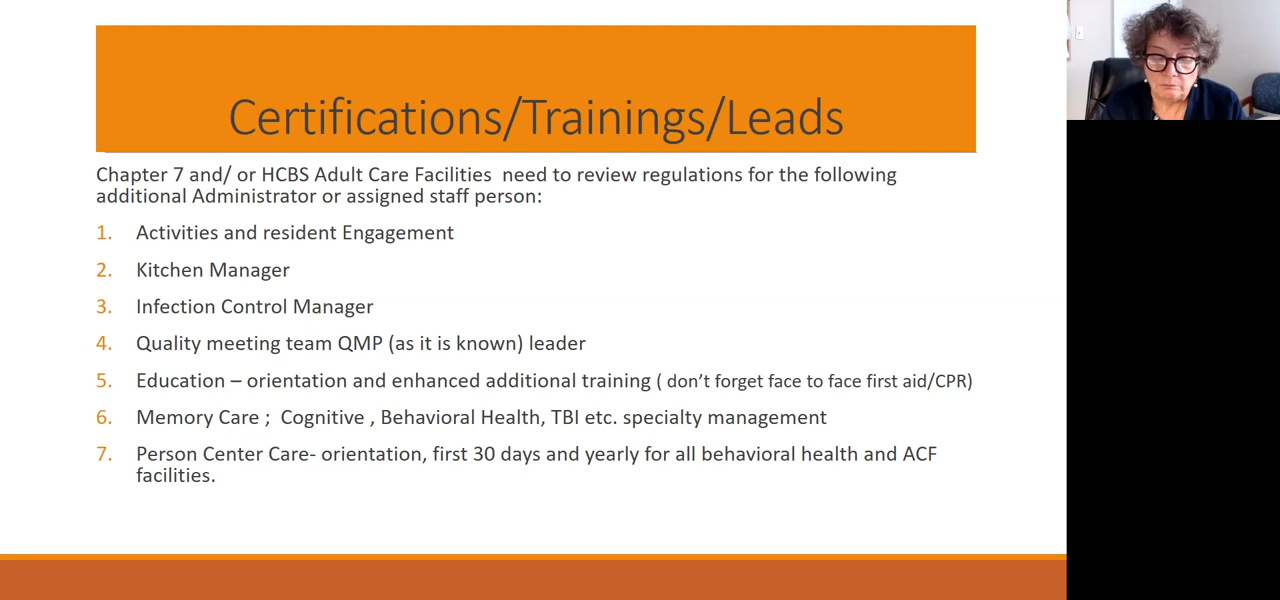 Certifications/Trainings/Leads
Chapter 7 and/ or HCBS Adult Care Facilities  need to review regulations for the following
additional Administrator or assigned staff person:
1. Activities and resident Engagement
2. Kitchen Manager
3. Infection Control Manager
4. Quality meeting team QMP (as it is known) leader
5. Education – orientation and enhanced additional training ( don’t forget face to face first aid/CPR)
6. Memory Care ;  Cognitive , Behavioral Health, TBI etc. specialty management
7. Person Center Care- orientation, first 30 days and yearly for all behavioral health and ACF
facilities.